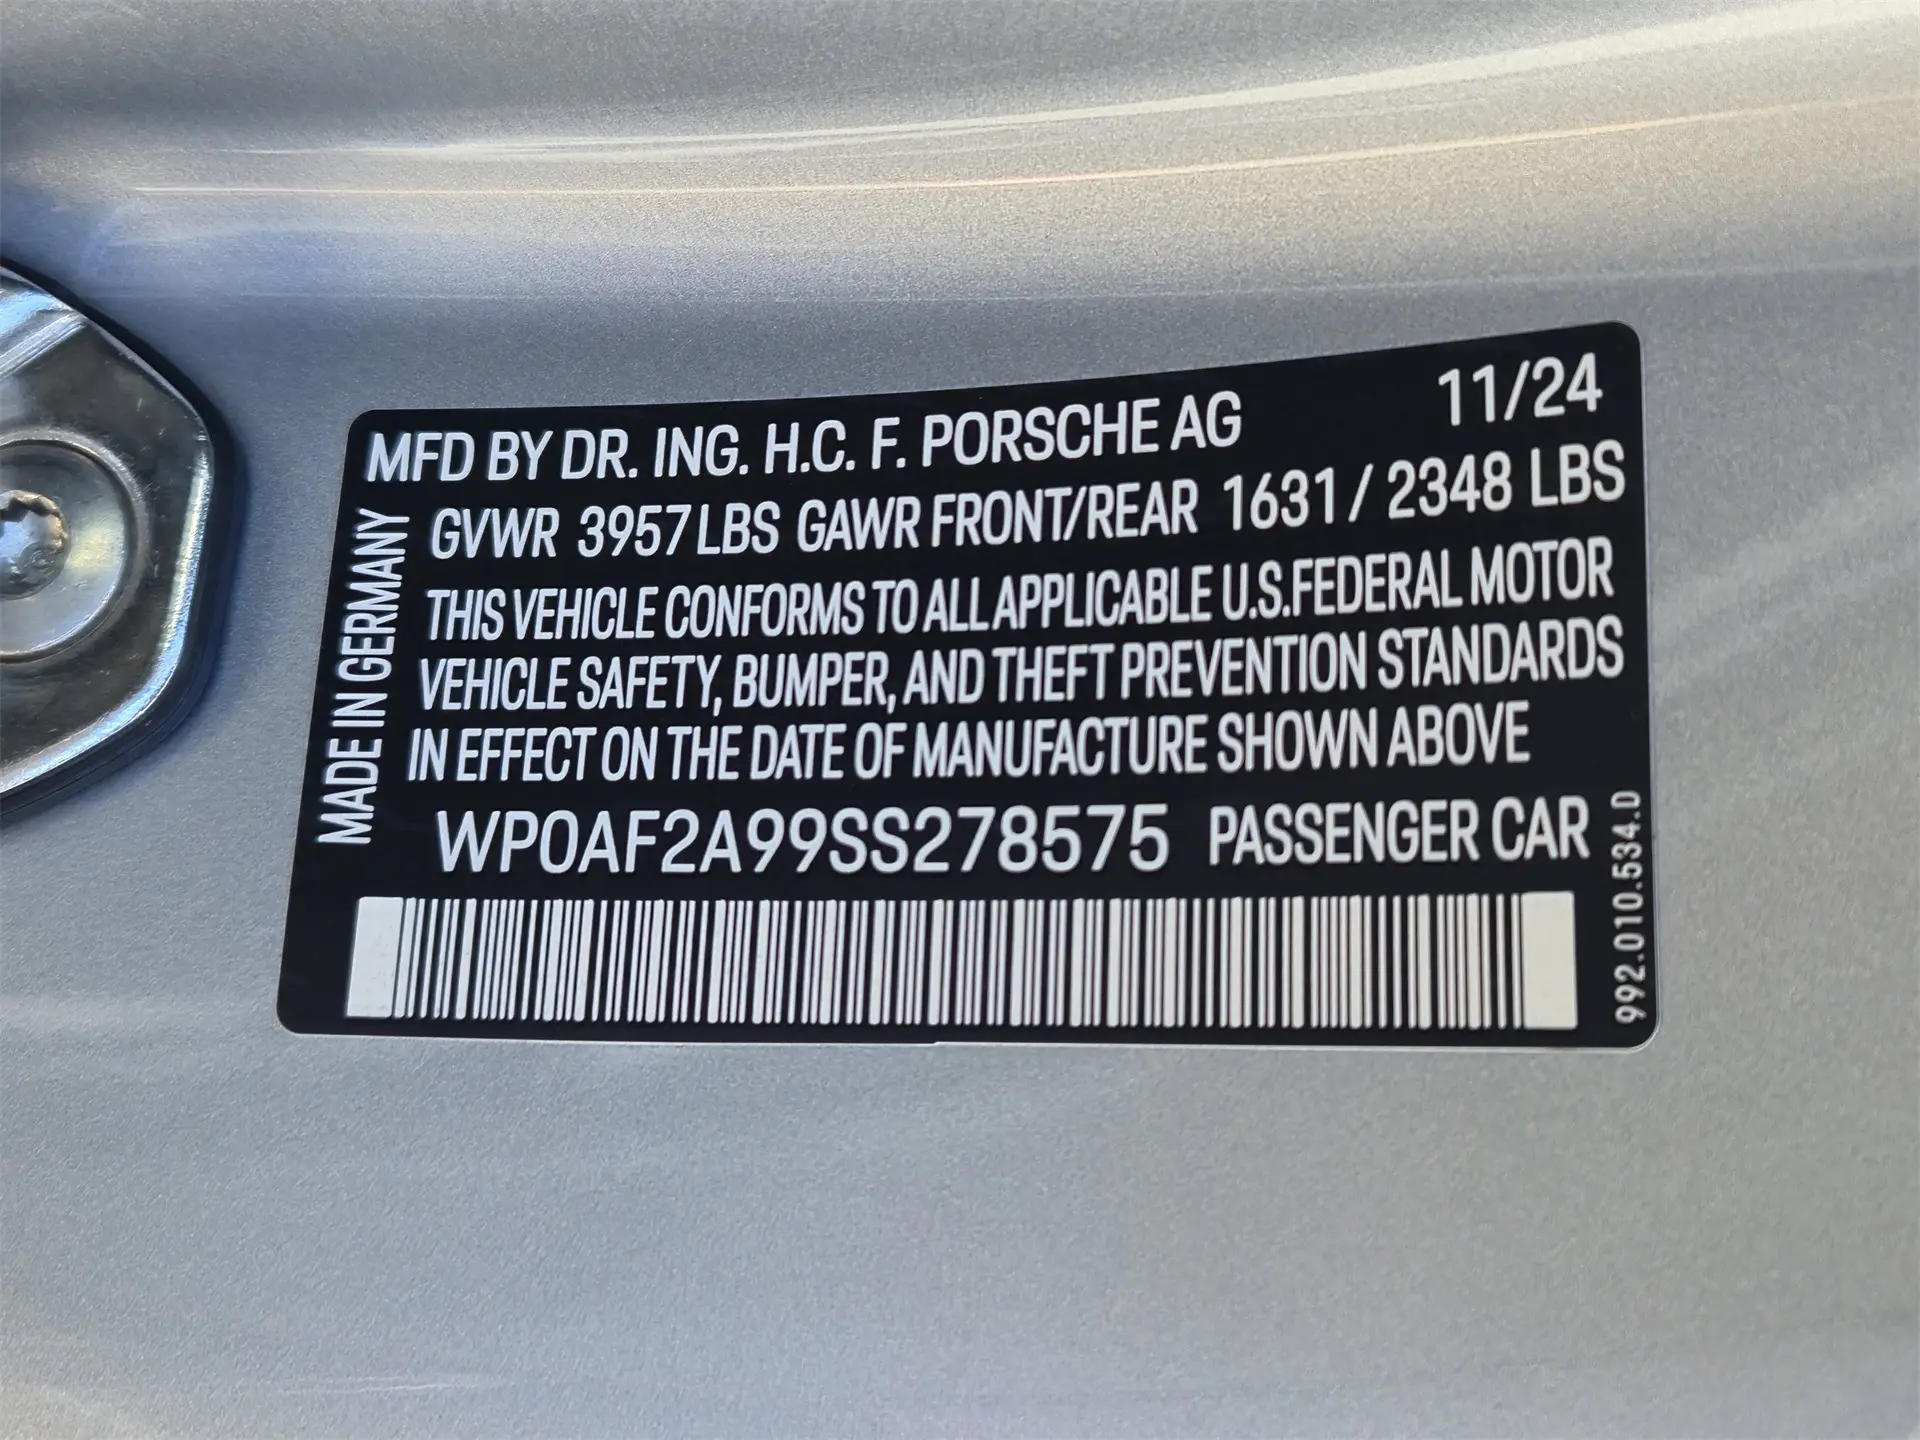 MFD BY DR. ING. H.C. F. PORSCHE AG 11/24
GVWR 3957 LBS GAWR FRONT/REAR 1631 / 2348 LBS
THIS VEHICLE CONFORMS TO ALL APPLICABLE U.S.FEDERAL MOTOR
VEHICLE SAFETY, BUMPER, AND THEFT PREVENTION STANDARDS
IN EFFECT ON THE DATE OF MANUFACTURE SHOWN ABOVE
WP0AF2A99SS278575 PASSENGER CAR
MADE IN GERMANY
992.010.534.D